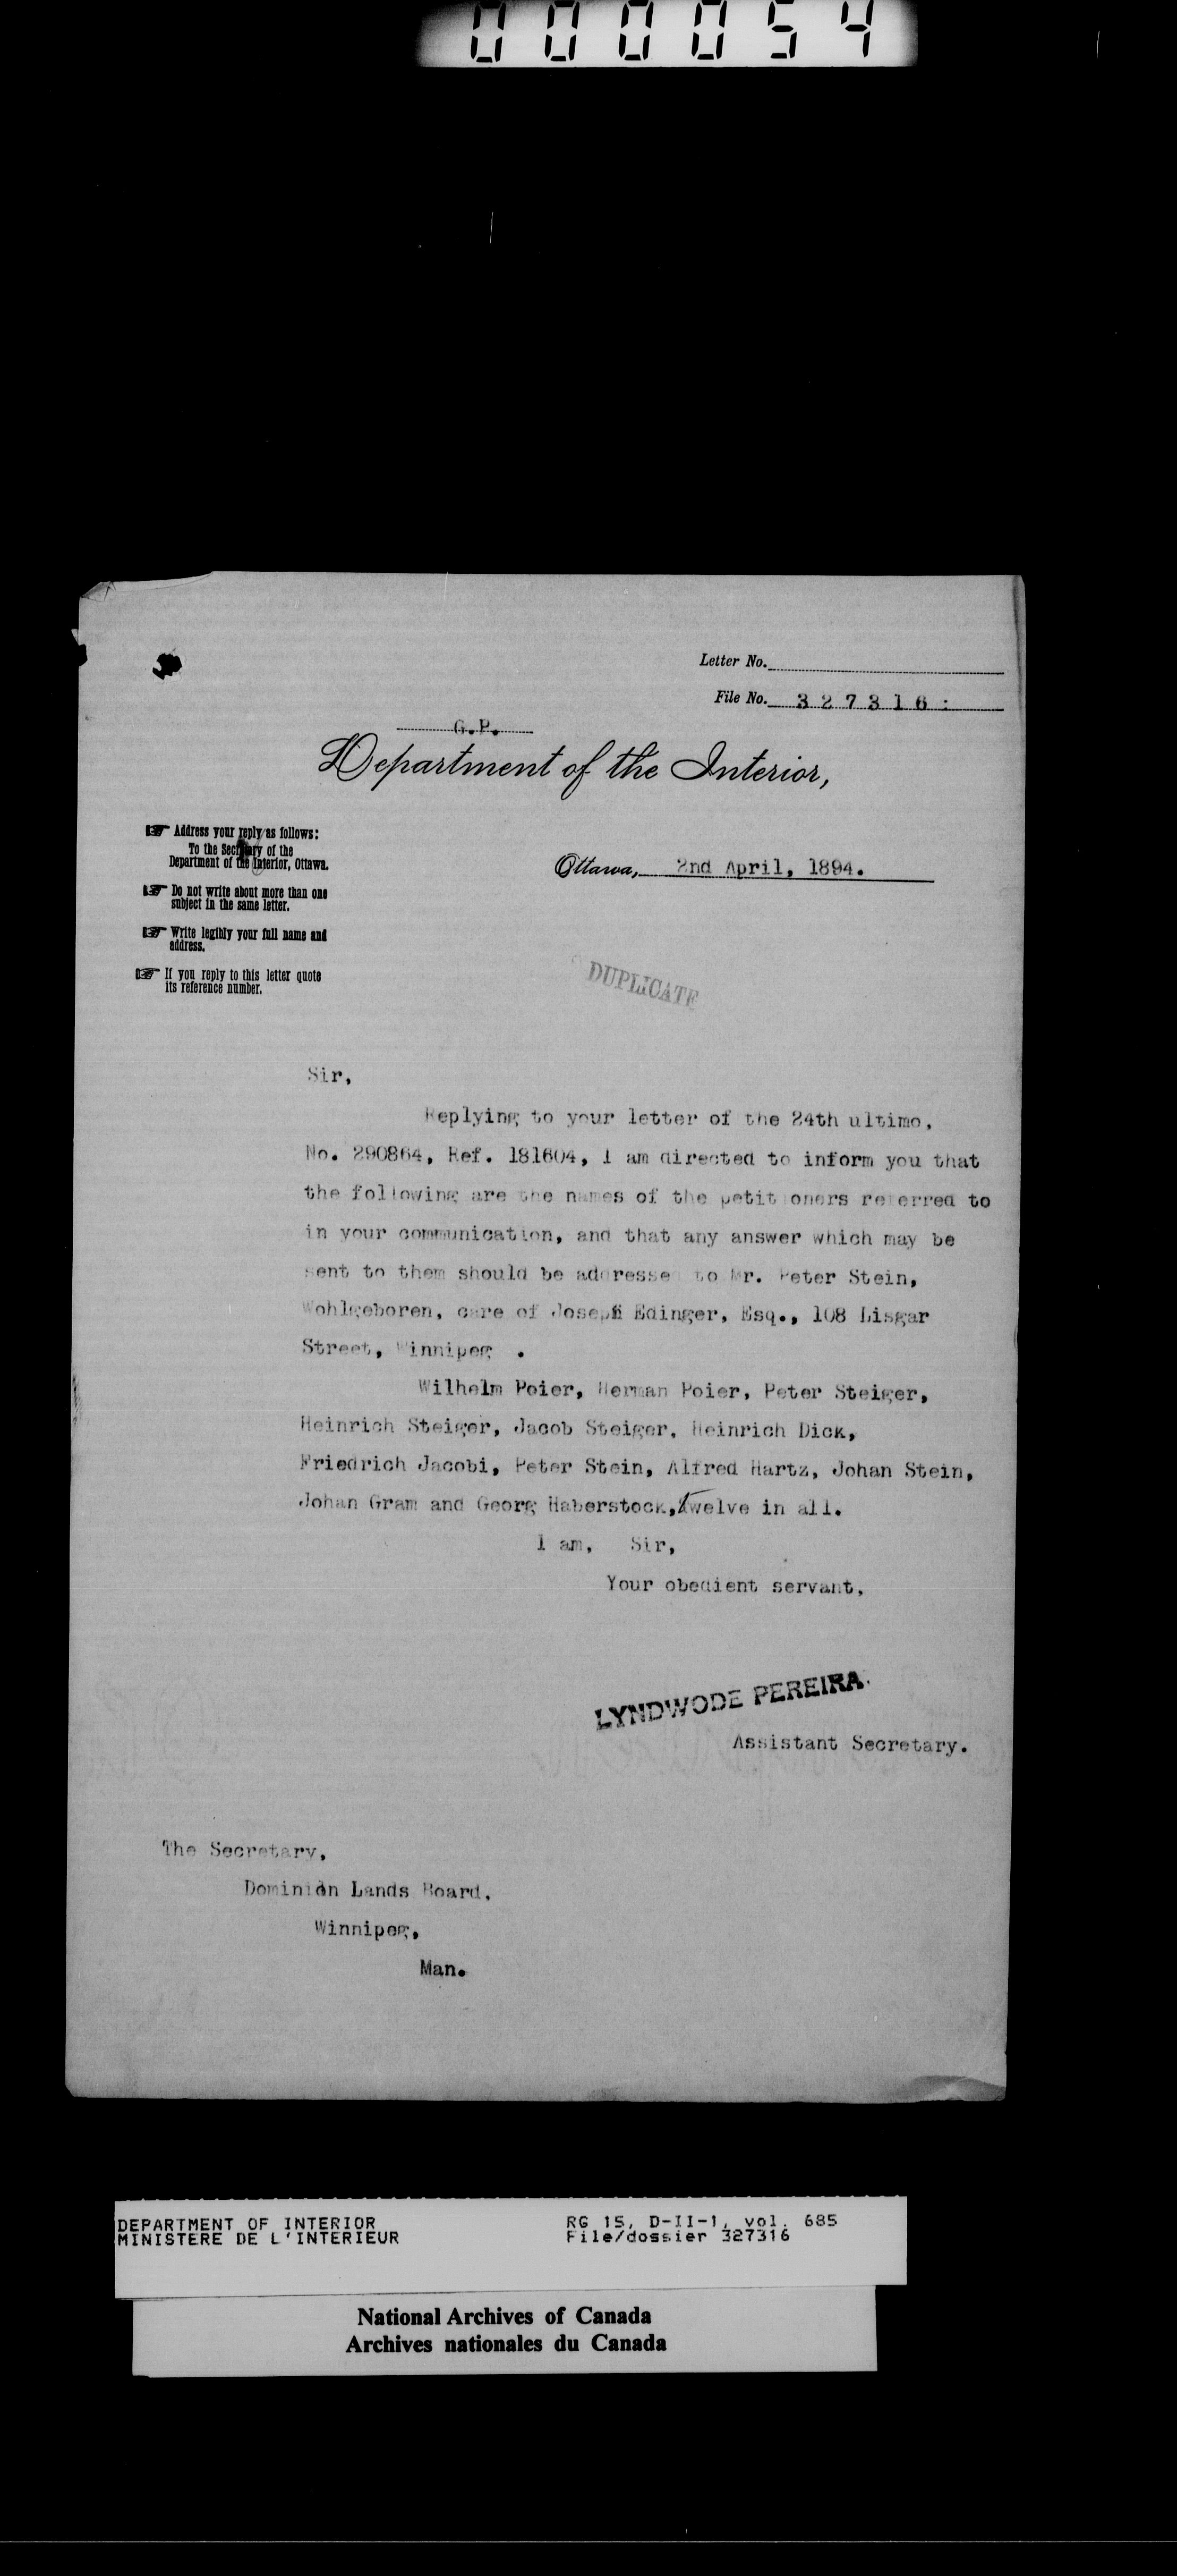 000054
Letter No.
File No. 327316:
G.P.
Department of the Interior,
☞ Address your reply as follows:
To the Secretary of the
Department of the Interior, Ottawa.
☞ Do not write about more than one
subject in the same letter.
☞ Write legibly your full name and
address.
☞ If you reply to this letter quote
its reference number.
Ottawa, 2nd April, 1894.
DUPLICATE
Sir,
Replying to your letter of the 24th ultimo,
No. 290864, Ref. 181604, I am directed to inform you that
the following are the names of the petitioners referred to
in your communication, and that any answer which may be
sent to them should be addressed to Mr. Peter Stein,
Wohlgeboren, care of Joseph Edinger, Esq., 108 Lisgar
Street, Winnipeg .
Wilhelm Poier, Herman Poier, Peter Steiger,
Heinrich Steiger, Jacob Steiger, Heinrich Dick,
Friedrich Jacobi, Peter Stein, Alfred Hartz, Johan Stein,
Johan Gram and Georg Haberstock, twelve in all.
I am, Sir,
Your obedient servant,
LYNDWODE PEREIRA.
Assistant Secretary.
The Secretary,
Dominion Lands Board,
Winnipeg,
Man.
DEPARTMENT OF INTERIOR
MINISTERE DE L'INTERIEUR
RG 15, D-II-1, vol. 685
File/dossier 327316
National Archives of Canada
Archives nationales du Canada